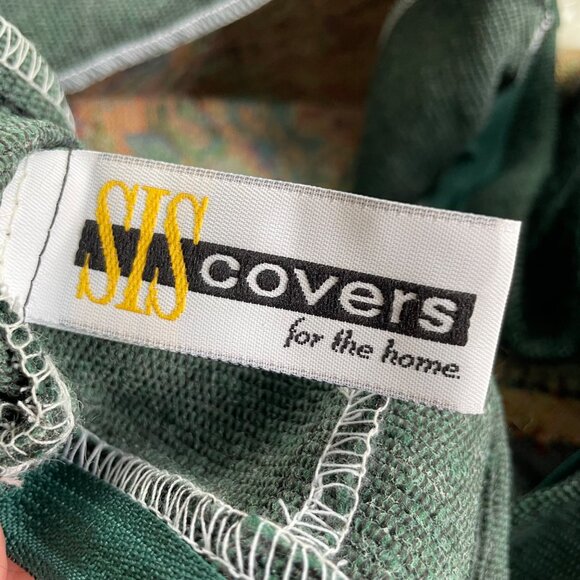 SIS covers
for the home.